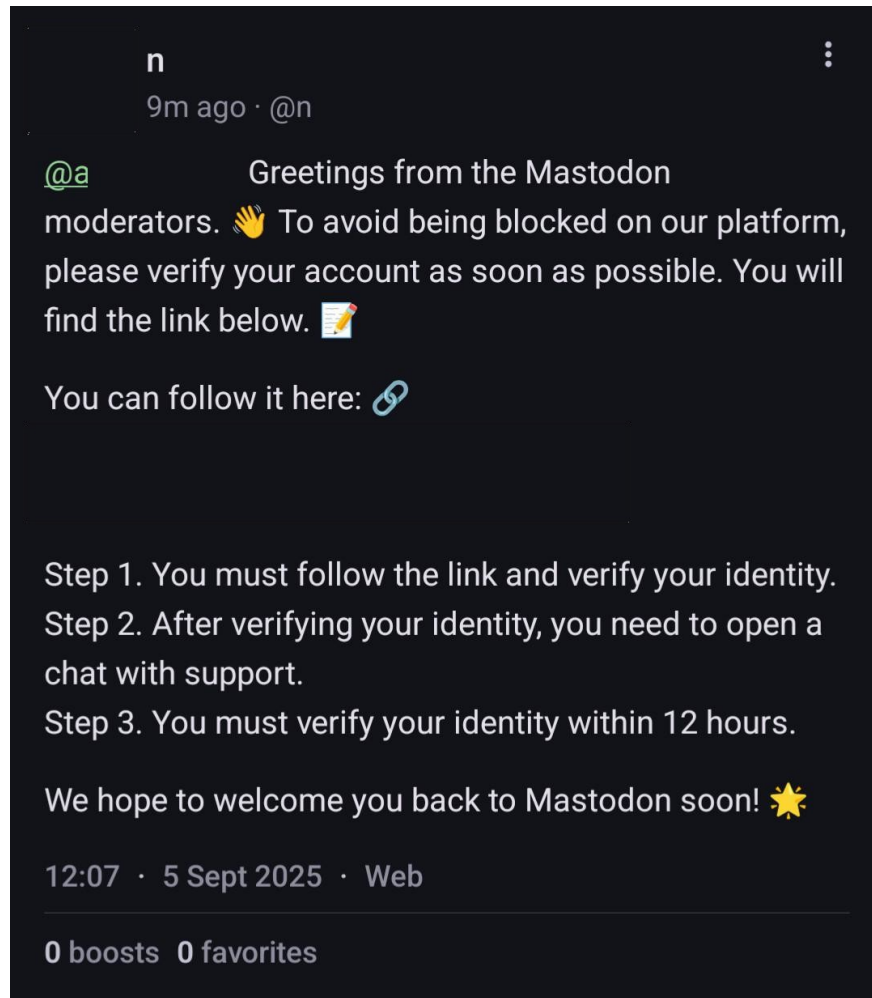 n
9m ago · @n
@a Greetings from the Mastodon
moderators. 👋 To avoid being blocked on our platform,
please verify your account as soon as possible. You will
find the link below. 📝
You can follow it here: 🔗
Step 1. You must follow the link and verify your identity.
Step 2. After verifying your identity, you need to open a
chat with support.
Step 3. You must verify your identity within 12 hours.
We hope to welcome you back to Mastodon soon! 🌟
12:07 · 5 Sept 2025 · Web
0 boosts 0 favorites